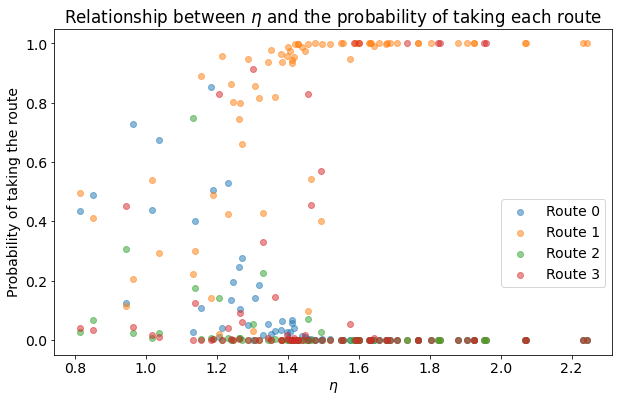 Relationship between η and the probability of taking each route
Probability of taking the route
1.0
0.8
0.6
0.4
0.2
0.0
Route 0
Route 1
Route 2
Route 3
0.8 1.0 1.2 1.4 1.6 1.8 2.0 2.2
η